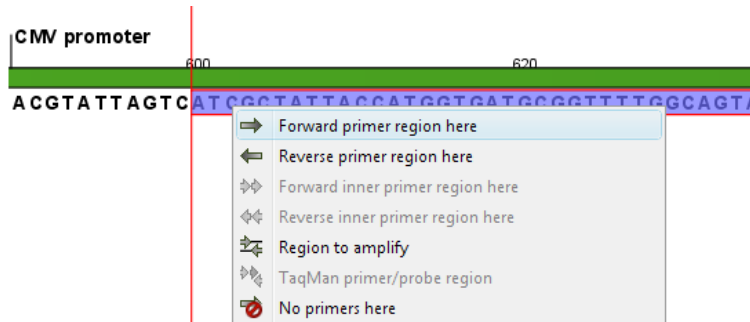 CMV promoter
600 620
ACGTATTAGTCATCGCTATTACCATGGTGATGCGGTTTTGGCAGTA
Forward primer region here
Reverse primer region here
Forward inner primer region here
Reverse inner primer region here
Region to amplify
TaqMan primer/probe region
No primers here